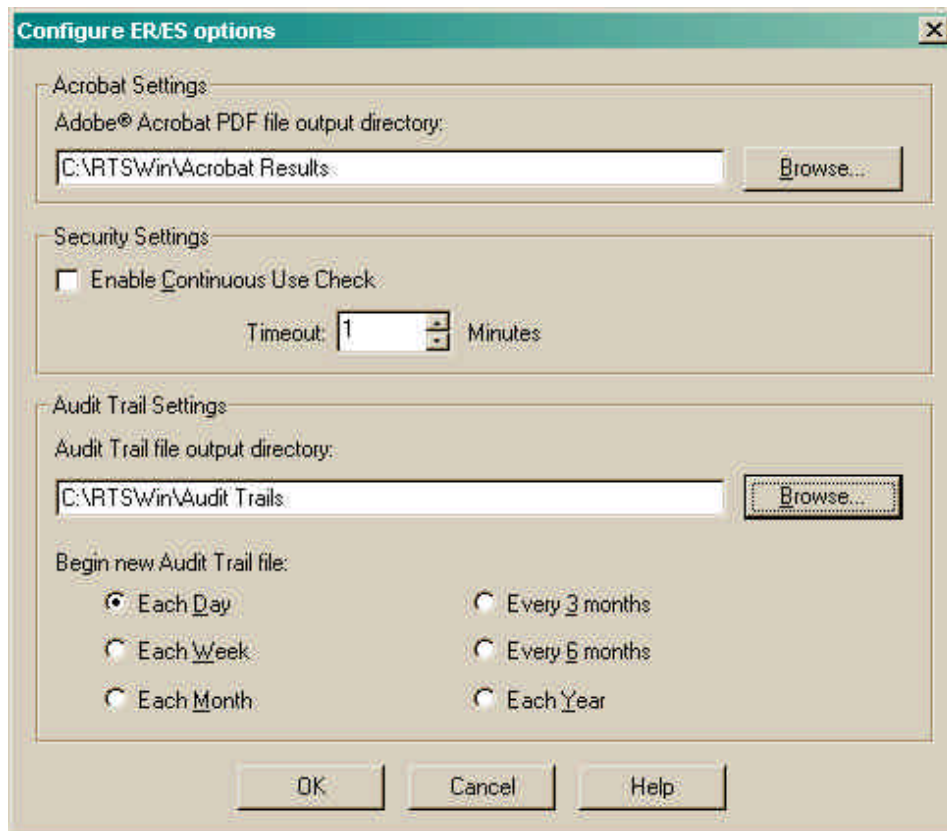 Configure ER/ES options
Acrobat Settings
Adobe® Acrobat PDF file output directory:
C:\RTSWin\Acrobat Results
Browse...
Security Settings
Enable Continuous Use Check
Timeout: 1 Minutes
Audit Trail Settings
Audit Trail file output directory:
C:\RTSWin\Audit Trails
Browse...
Begin new Audit Trail file:
Each Day Every 3 months
Each Week Every 6 months
Each Month Each Year
OK Cancel Help